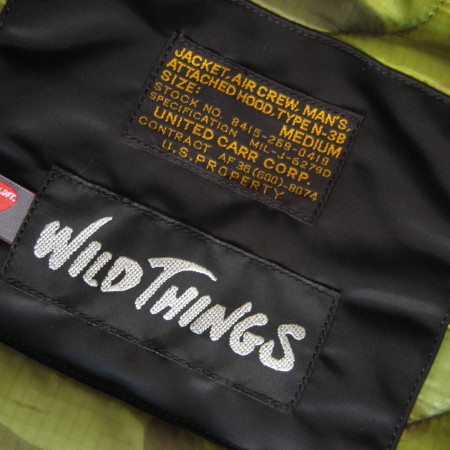 JACKET, AIR CREW, MAN'S,
ATTACHED HOOD, TYPE N-3B
SIZE: MEDIUM
STOCK NO. 8415-269-0419
SPECIFICATION MIL-J-6279D
UNITED CARR CORP.
CONTRACT AF 36(600)-8074
U.S. PROPERTY
WILD THINGS